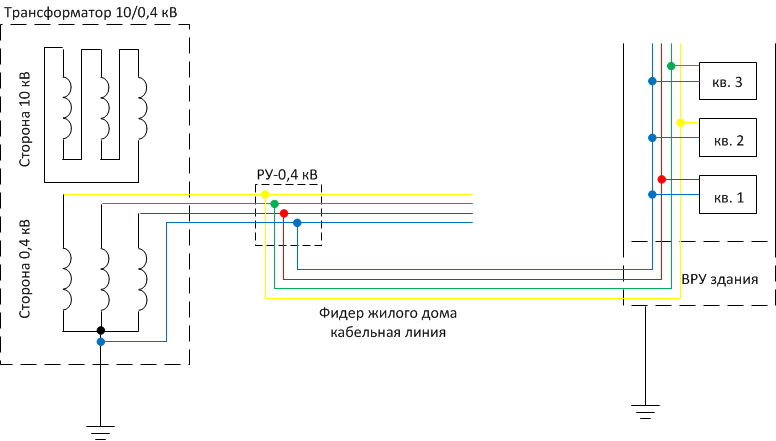 Трансформатор 10/0,4 кВ
Сторона 10 кВ
Сторона 0,4 кВ
РУ-0,4 кВ
Фидер жилого дома
кабельная линия
кв. 3
кв. 2
кв. 1
ВРУ здания